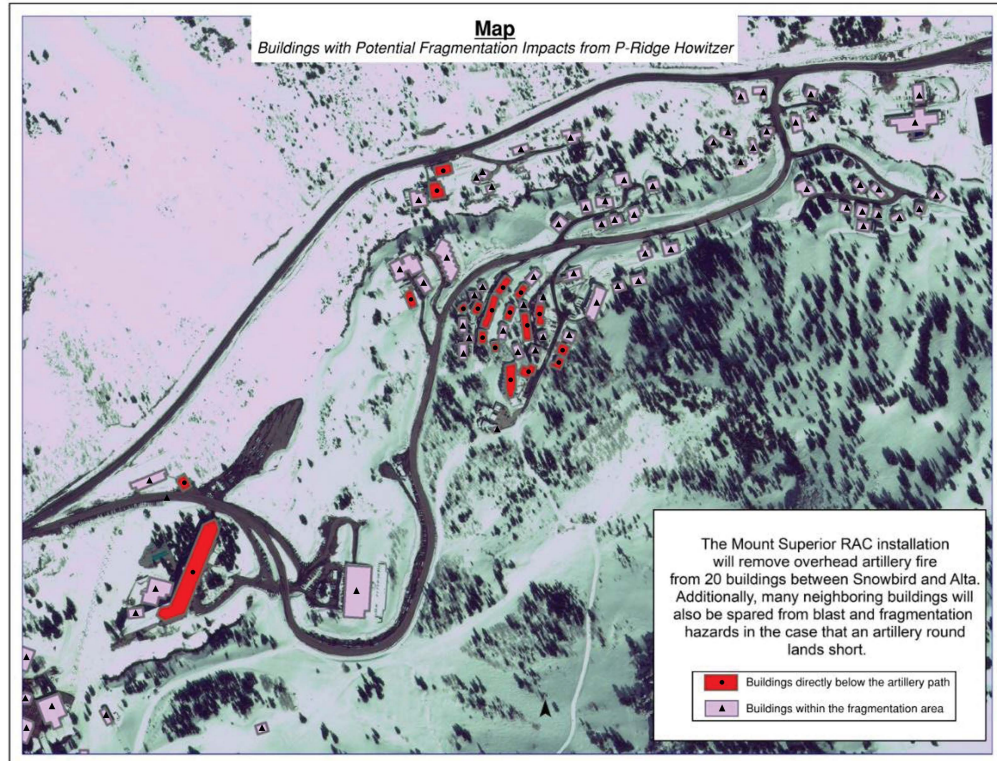 Map
Buildings with Potential Fragmentation Impacts from P-Ridge Howitzer
The Mount Superior RAC installation
will remove overhead artillery fire
from 20 buildings between Snowbird and Alta.
Additionally, many neighboring buildings will
also be spared from blast and fragmentation
hazards in the case that an artillery round
lands short.
Buildings directly below the artillery path
Buildings within the fragmentation area